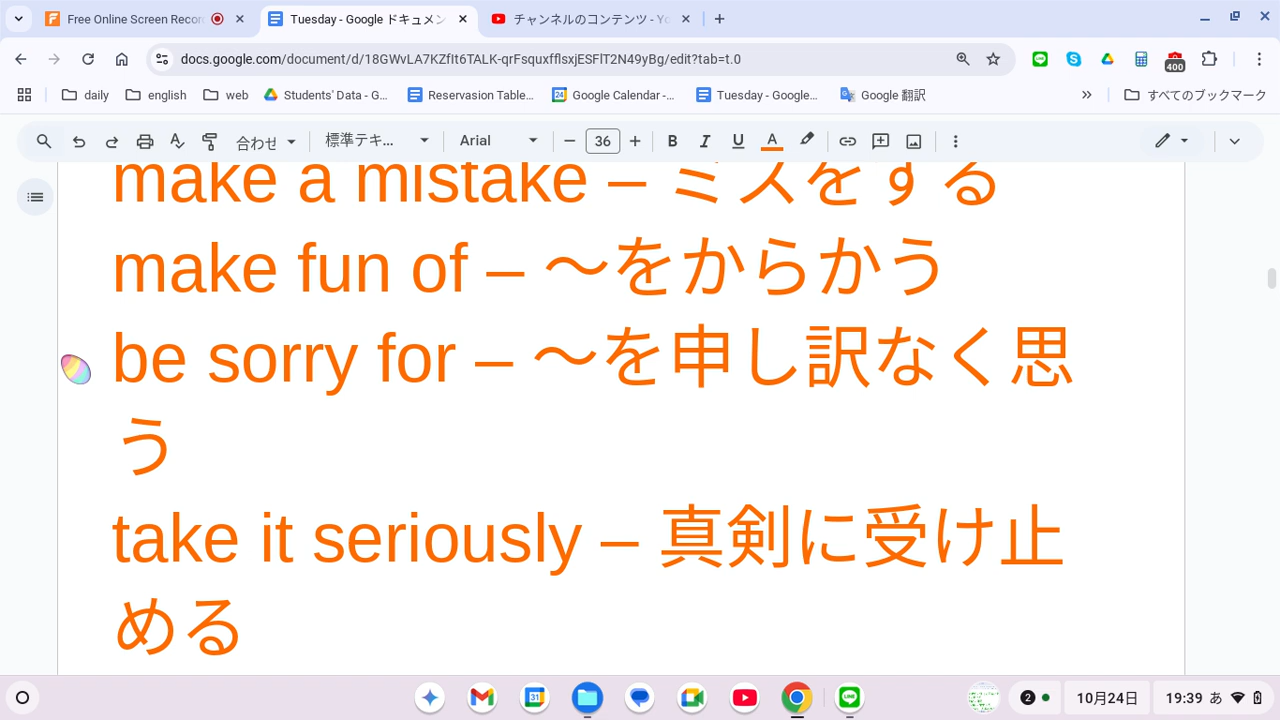 Free Online Screen Recor
Tuesday - Google ドキュメン
チャンネルのコンテンツ - Yo
docs.google.com/document/d/18GWvLA7KZfIt6TALK-qrFsquxfflsxjESFlT2N49yBg/edit?tab=t.0
400
daily
english
web
Students' Data - G...
Reservasion Table...
Google Calendar -...
Tuesday - Google...
Google 翻訳
すべてのブックマーク
合わせ
標準テキ...
Arial
36
make a mistake – ミスをする
make fun of – 〜をからかう
be sorry for – 〜を申し訳なく思
う
take it seriously – 真剣に受け止
める
31
2
10月24日
19:39 あ